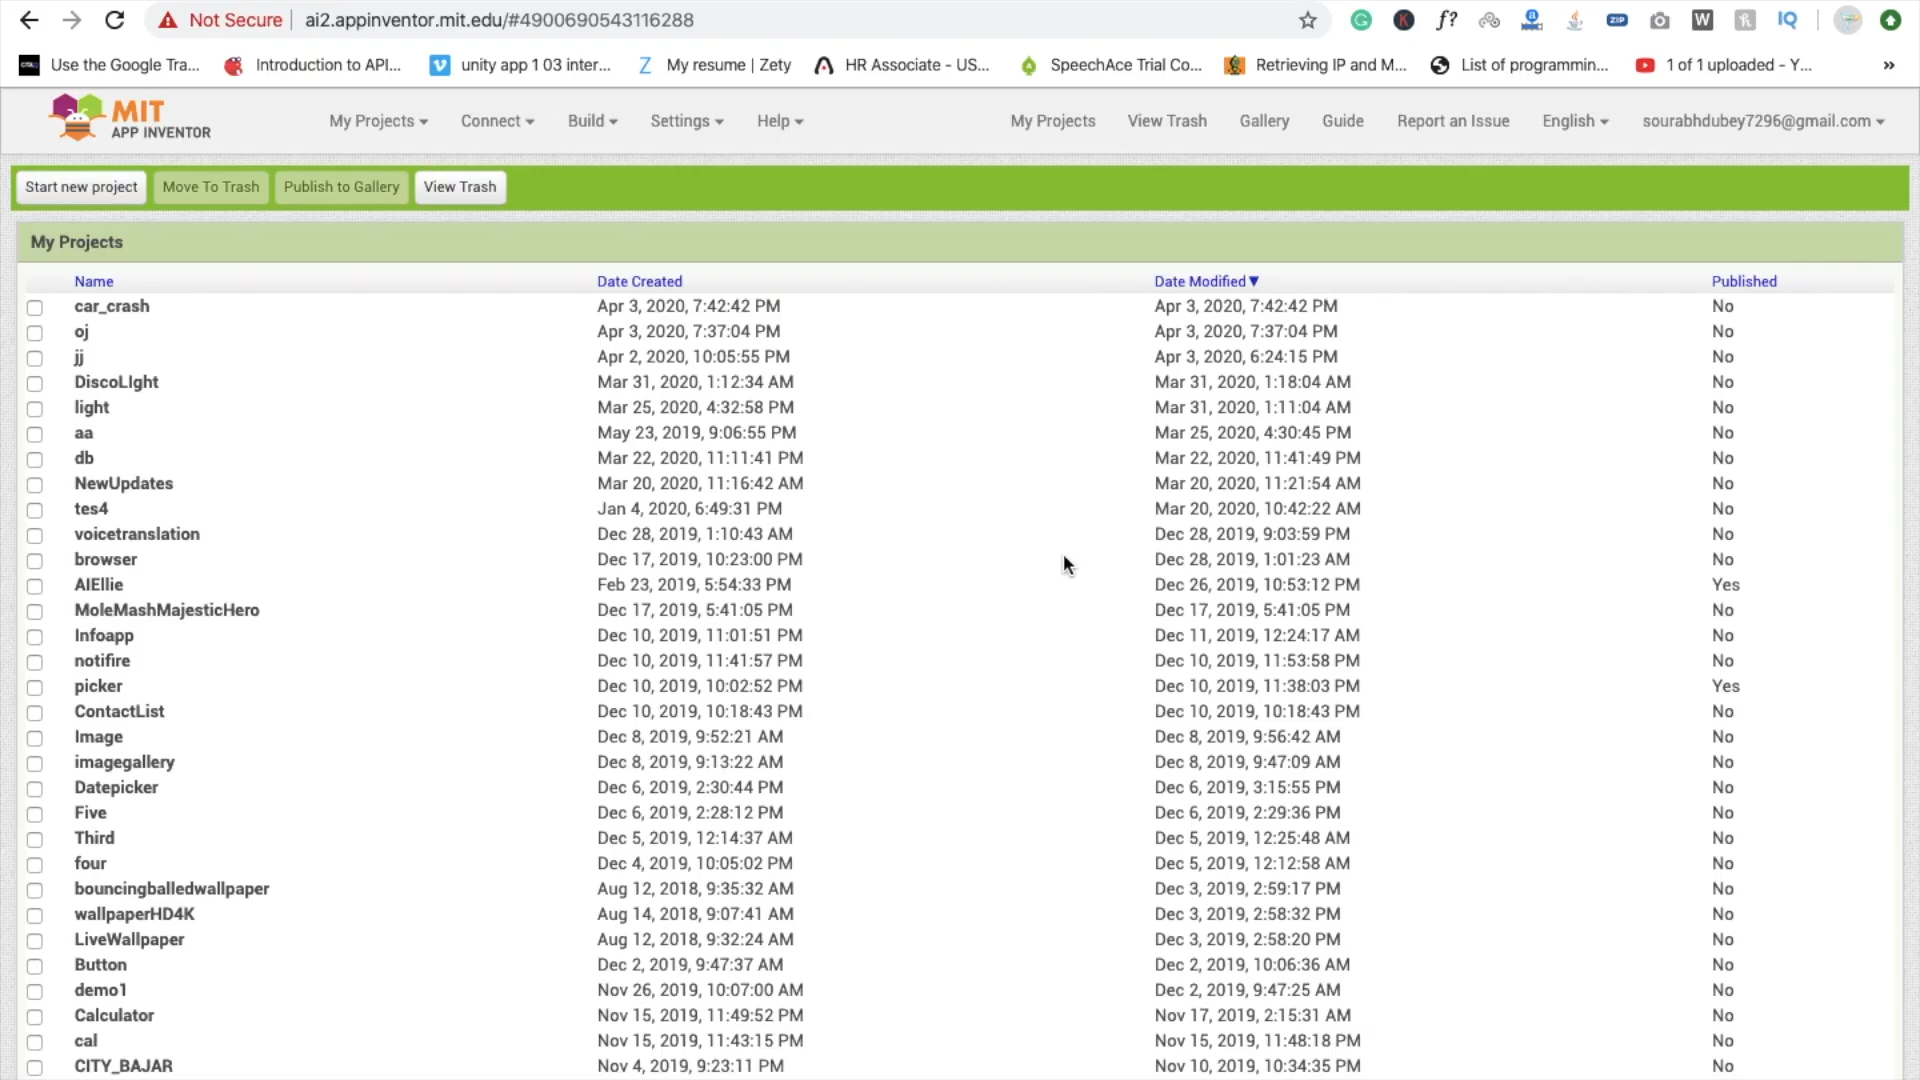 Not Secure | ai2.appinventor.mit.edu/#4900690543116288
f? ZIP W IQ
Use the Google Tra... Introduction to API... unity app 1 03 inter... My resume | Zety HR Associate - US... SpeechAce Trial Co... Retrieving IP and M... List of programmin... 1 of 1 uploaded - Y... »
MIT
APP INVENTOR
My Projects Connect Build Settings Help My Projects View Trash Gallery Guide Report an Issue English sourabhdubey7296@gmail.com
Start new project Move To Trash Publish to Gallery View Trash
My Projects
Name Date Created Date Modified▼ Published
car_crash Apr 3, 2020, 7:42:42 PM Apr 3, 2020, 7:42:42 PM No
oj Apr 3, 2020, 7:37:04 PM Apr 3, 2020, 7:37:04 PM No
jj Apr 2, 2020, 10:05:55 PM Apr 3, 2020, 6:24:15 PM No
DiscoLIght Mar 31, 2020, 1:12:34 AM Mar 31, 2020, 1:18:04 AM No
light Mar 25, 2020, 4:32:58 PM Mar 31, 2020, 1:11:04 AM No
aa May 23, 2019, 9:06:55 PM Mar 25, 2020, 4:30:45 PM No
db Mar 22, 2020, 11:11:41 PM Mar 22, 2020, 11:41:49 PM No
NewUpdates Mar 20, 2020, 11:16:42 AM Mar 20, 2020, 11:21:54 AM No
tes4 Jan 4, 2020, 6:49:31 PM Mar 20, 2020, 10:42:22 AM No
voicetranslation Dec 28, 2019, 1:10:43 AM Dec 28, 2019, 9:03:59 PM No
browser Dec 17, 2019, 10:23:00 PM Dec 28, 2019, 1:01:23 AM No
AIEllie Feb 23, 2019, 5:54:33 PM Dec 26, 2019, 10:53:12 PM Yes
MoleMashMajesticHero Dec 17, 2019, 5:41:05 PM Dec 17, 2019, 5:41:05 PM No
Infoapp Dec 10, 2019, 11:01:51 PM Dec 11, 2019, 12:24:17 AM No
notifire Dec 10, 2019, 11:41:57 PM Dec 10, 2019, 11:53:58 PM No
picker Dec 10, 2019, 10:02:52 PM Dec 10, 2019, 11:38:03 PM Yes
ContactList Dec 10, 2019, 10:18:43 PM Dec 10, 2019, 10:18:43 PM No
Image Dec 8, 2019, 9:52:21 AM Dec 8, 2019, 9:56:42 AM No
imagegallery Dec 8, 2019, 9:13:22 AM Dec 8, 2019, 9:47:09 AM No
Datepicker Dec 6, 2019, 2:30:44 PM Dec 6, 2019, 3:15:55 PM No
Five Dec 6, 2019, 2:28:12 PM Dec 6, 2019, 2:29:36 PM No
Third Dec 5, 2019, 12:14:37 AM Dec 5, 2019, 12:25:48 AM No
four Dec 4, 2019, 10:05:02 PM Dec 5, 2019, 12:12:58 AM No
bouncingballedwallpaper Aug 12, 2018, 9:35:32 AM Dec 3, 2019, 2:59:17 PM No
wallpaperHD4K Aug 14, 2018, 9:07:41 AM Dec 3, 2019, 2:58:32 PM No
LiveWallpaper Aug 12, 2018, 9:32:24 AM Dec 3, 2019, 2:58:20 PM No
Button Dec 2, 2019, 9:47:37 AM Dec 2, 2019, 10:06:36 AM No
demo1 Nov 26, 2019, 10:07:00 AM Dec 2, 2019, 9:47:25 AM No
Calculator Nov 15, 2019, 11:49:52 PM Nov 17, 2019, 2:15:31 AM No
cal Nov 15, 2019, 11:43:15 PM Nov 15, 2019, 11:48:18 PM No
CITY_BAJAR Nov 4, 2019, 9:23:11 PM Nov 10, 2019, 10:34:35 PM No